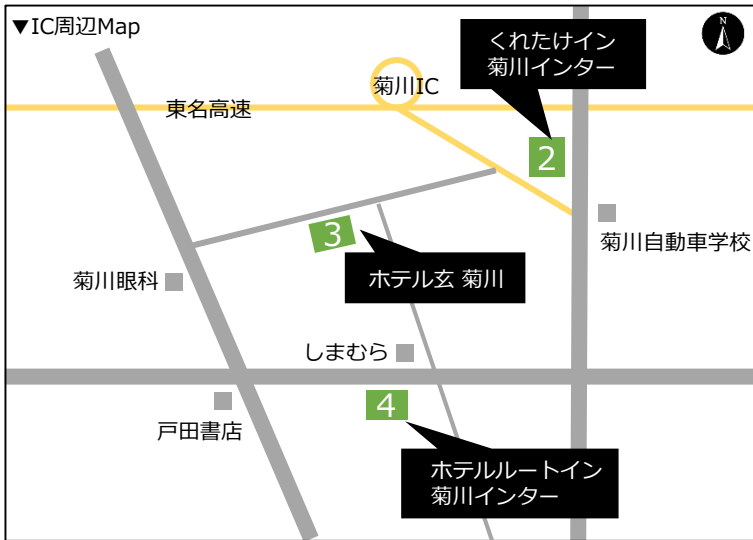 ▼IC周辺Map
N
くれたけイン
菊川インター
菊川IC
東名高速
2
菊川自動車学校
3
ホテル玄 菊川
菊川眼科
しまむら
4
戸田書店
ホテルルートイン
菊川インター